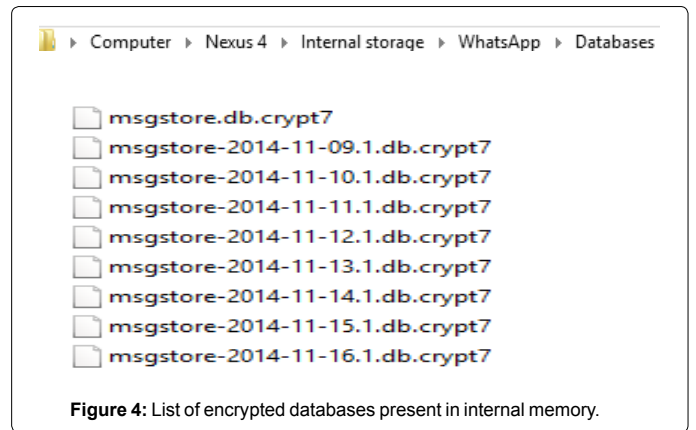 Computer ▸ Nexus 4 ▸ Internal storage ▸ WhatsApp ▸ Databases
msgstore.db.crypt7
msgstore-2014-11-09.1.db.crypt7
msgstore-2014-11-10.1.db.crypt7
msgstore-2014-11-11.1.db.crypt7
msgstore-2014-11-12.1.db.crypt7
msgstore-2014-11-13.1.db.crypt7
msgstore-2014-11-14.1.db.crypt7
msgstore-2014-11-15.1.db.crypt7
msgstore-2014-11-16.1.db.crypt7
Figure 4: List of encrypted databases present in internal memory.